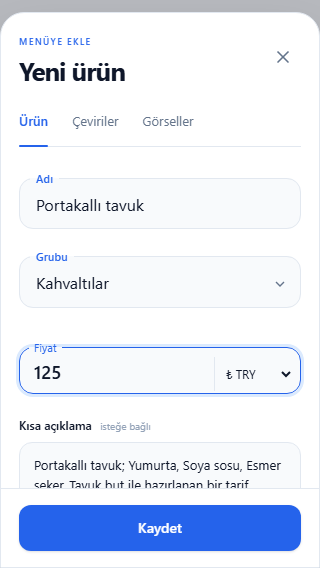 MENÜYE EKLE
Yeni ürün
Ürün Çeviriler Görseller
Adı
Portakallı tavuk
Grubu
Kahvaltılar
Fiyat
125 ₺ TRY
Kısa açıklama isteğe bağlı
Portakallı tavuk; Yumurta, Soya sosu, Esmer
şeker, Tavuk but ile hazırlanan bir tarif.
Kaydet